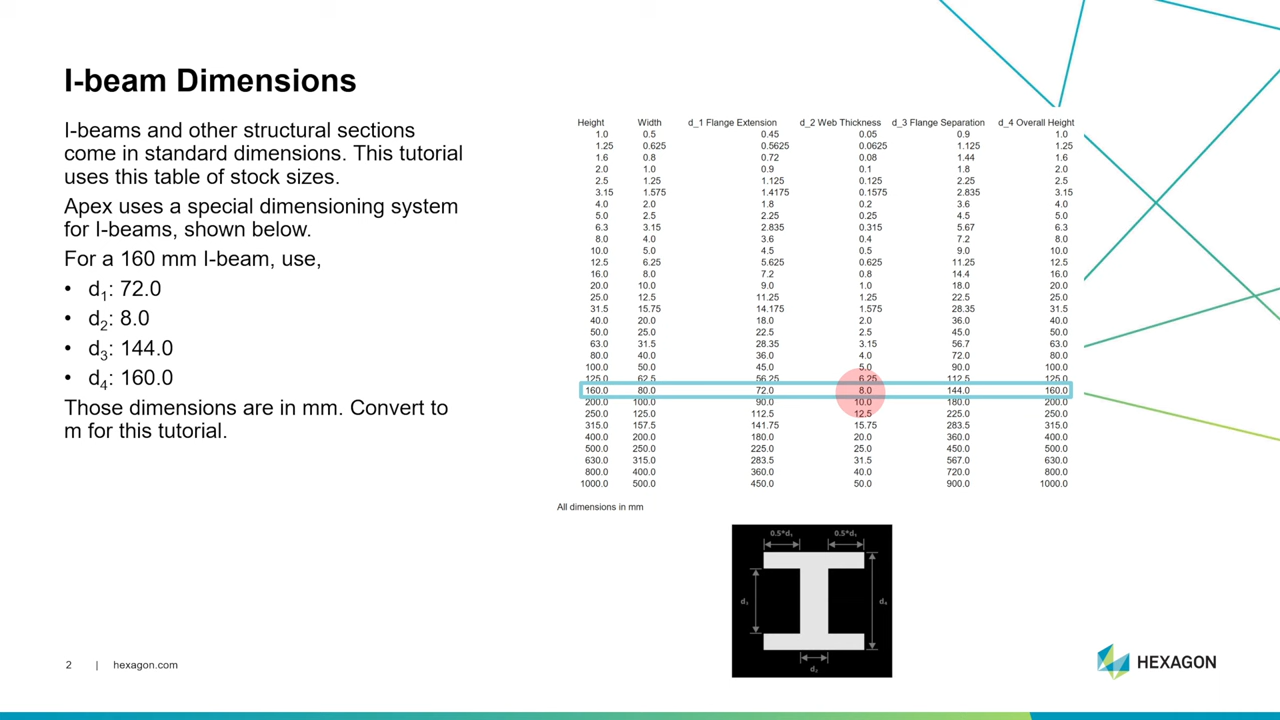 I-beam Dimensions
I-beams and other structural sections
come in standard dimensions. This tutorial
uses this table of stock sizes.
Apex uses a special dimensioning system
for I-beams, shown below.
For a 160 mm I-beam, use,
• d1: 72.0
• d2: 8.0
• d3: 144.0
• d4: 160.0
Those dimensions are in mm. Convert to
m for this tutorial.
Height Width d_1 Flange Extension d_2 Web Thickness d_3 Flange Separation d_4 Overall Height
1.0 0.5 0.45 0.05 0.9 1.0
1.25 0.625 0.5625 0.0625 1.125 1.25
1.6 0.8 0.72 0.08 1.44 1.6
2.0 1.0 0.9 0.1 1.8 2.0
2.5 1.25 1.125 0.125 2.25 2.5
3.15 1.575 1.4175 0.1575 2.835 3.15
4.0 2.0 1.8 0.2 3.6 4.0
5.0 2.5 2.25 0.25 4.5 5.0
6.3 3.15 2.835 0.315 5.67 6.3
8.0 4.0 3.6 0.4 7.2 8.0
10.0 5.0 4.5 0.5 9.0 10.0
12.5 6.25 5.625 0.625 11.25 12.5
16.0 8.0 7.2 0.8 14.4 16.0
20.0 10.0 9.0 1.0 18.0 20.0
25.0 12.5 11.25 1.25 22.5 25.0
31.5 15.75 14.175 1.575 28.35 31.5
40.0 20.0 18.0 2.0 36.0 40.0
50.0 25.0 22.5 2.5 45.0 50.0
63.0 31.5 28.35 3.15 56.7 63.0
80.0 40.0 36.0 4.0 72.0 80.0
100.0 50.0 45.0 5.0 90.0 100.0
125.0 62.5 56.25 6.25 112.5 125.0
160.0 80.0 72.0 8.0 144.0 160.0
200.0 100.0 90.0 10.0 180.0 200.0
250.0 125.0 112.5 12.5 225.0 250.0
315.0 157.5 141.75 15.75 283.5 315.0
400.0 200.0 180.0 20.0 360.0 400.0
500.0 250.0 225.0 25.0 450.0 500.0
630.0 315.0 283.5 31.5 567.0 630.0
800.0 400.0 360.0 40.0 720.0 800.0
1000.0 500.0 450.0 50.0 900.0 1000.0
All dimensions in mm
0.5*d₁ 0.5*d₁
d₃ d₄
d₂
2 | hexagon.com
HEXAGON